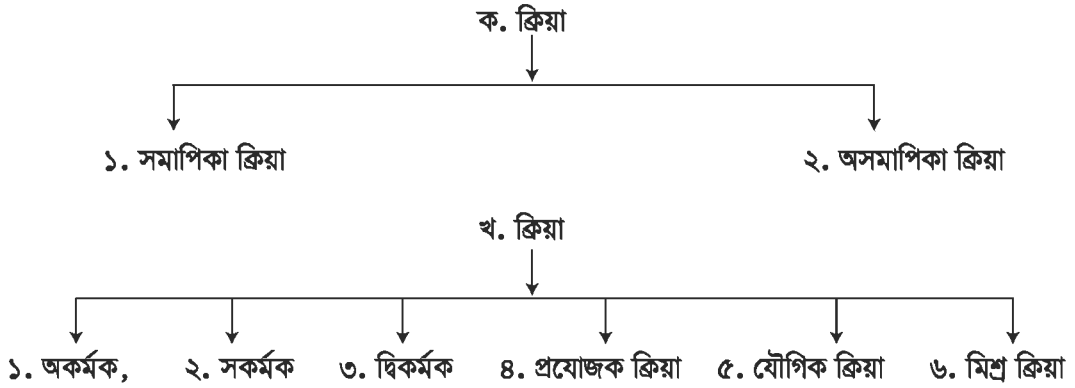 ক. ক্রিয়া
১. সমাপিকা ক্রিয়া ২. অসমাপিকা ক্রিয়া
খ. ক্রিয়া
১. অকর্মক, ২. সকর্মক ৩. দ্বিকর্মক ৪. প্রযোজক ক্রিয়া ৫. যৌগিক ক্রিয়া ৬. মিশ্র ক্রিয়া